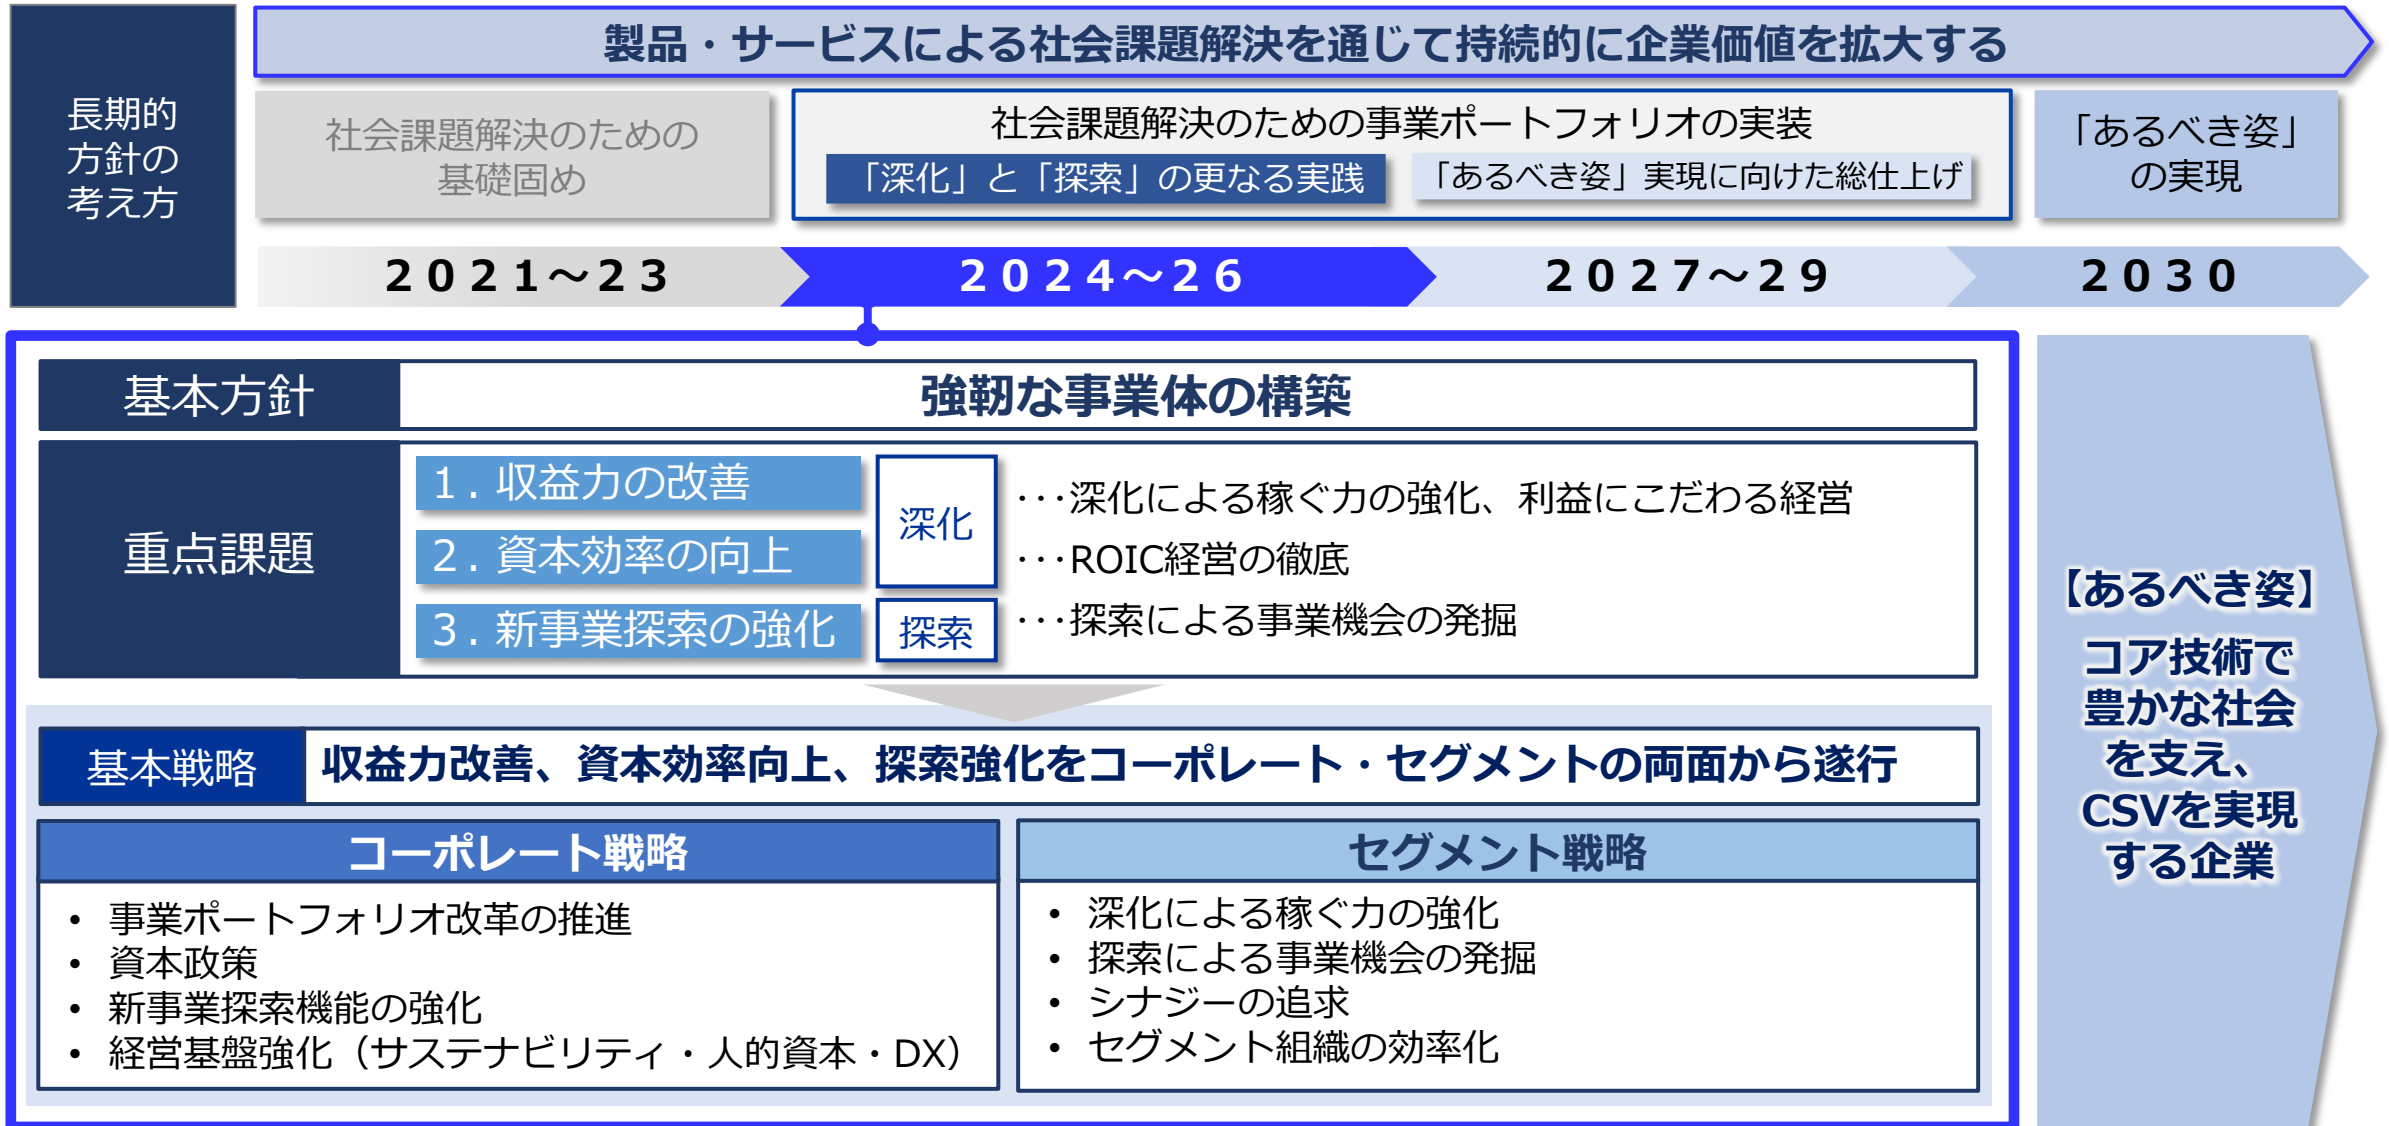 長期的
方針の
考え方
製品・サービスによる社会課題解決を通じて持続的に企業価値を拡大する
社会課題解決のための
基礎固め
社会課題解決のための事業ポートフォリオの実装
「深化」と「探索」の更なる実践
「あるべき姿」実現に向けた総仕上げ
「あるべき姿」
の実現
２０２１～２３
２０２４～２６
２０２７～２９
２０３０
基本方針
強靭な事業体の構築
重点課題
１．収益力の改善
２．資本効率の向上
３．新事業探索の強化
深化
探索
･･･深化による稼ぐ力の強化、利益にこだわる経営
･･･ROIC経営の徹底
･･･探索による事業機会の発掘
基本戦略
収益力改善、資本効率向上、探索強化をコーポレート・セグメントの両面から遂行
コーポレート戦略
• 事業ポートフォリオ改革の推進
• 資本政策
• 新事業探索機能の強化
• 経営基盤強化（サステナビリティ・人的資本・DX）
セグメント戦略
• 深化による稼ぐ力の強化
• 探索による事業機会の発掘
• シナジーの追求
• セグメント組織の効率化
【あるべき姿】
コア技術で
豊かな社会
を支え、
CSVを実現
する企業